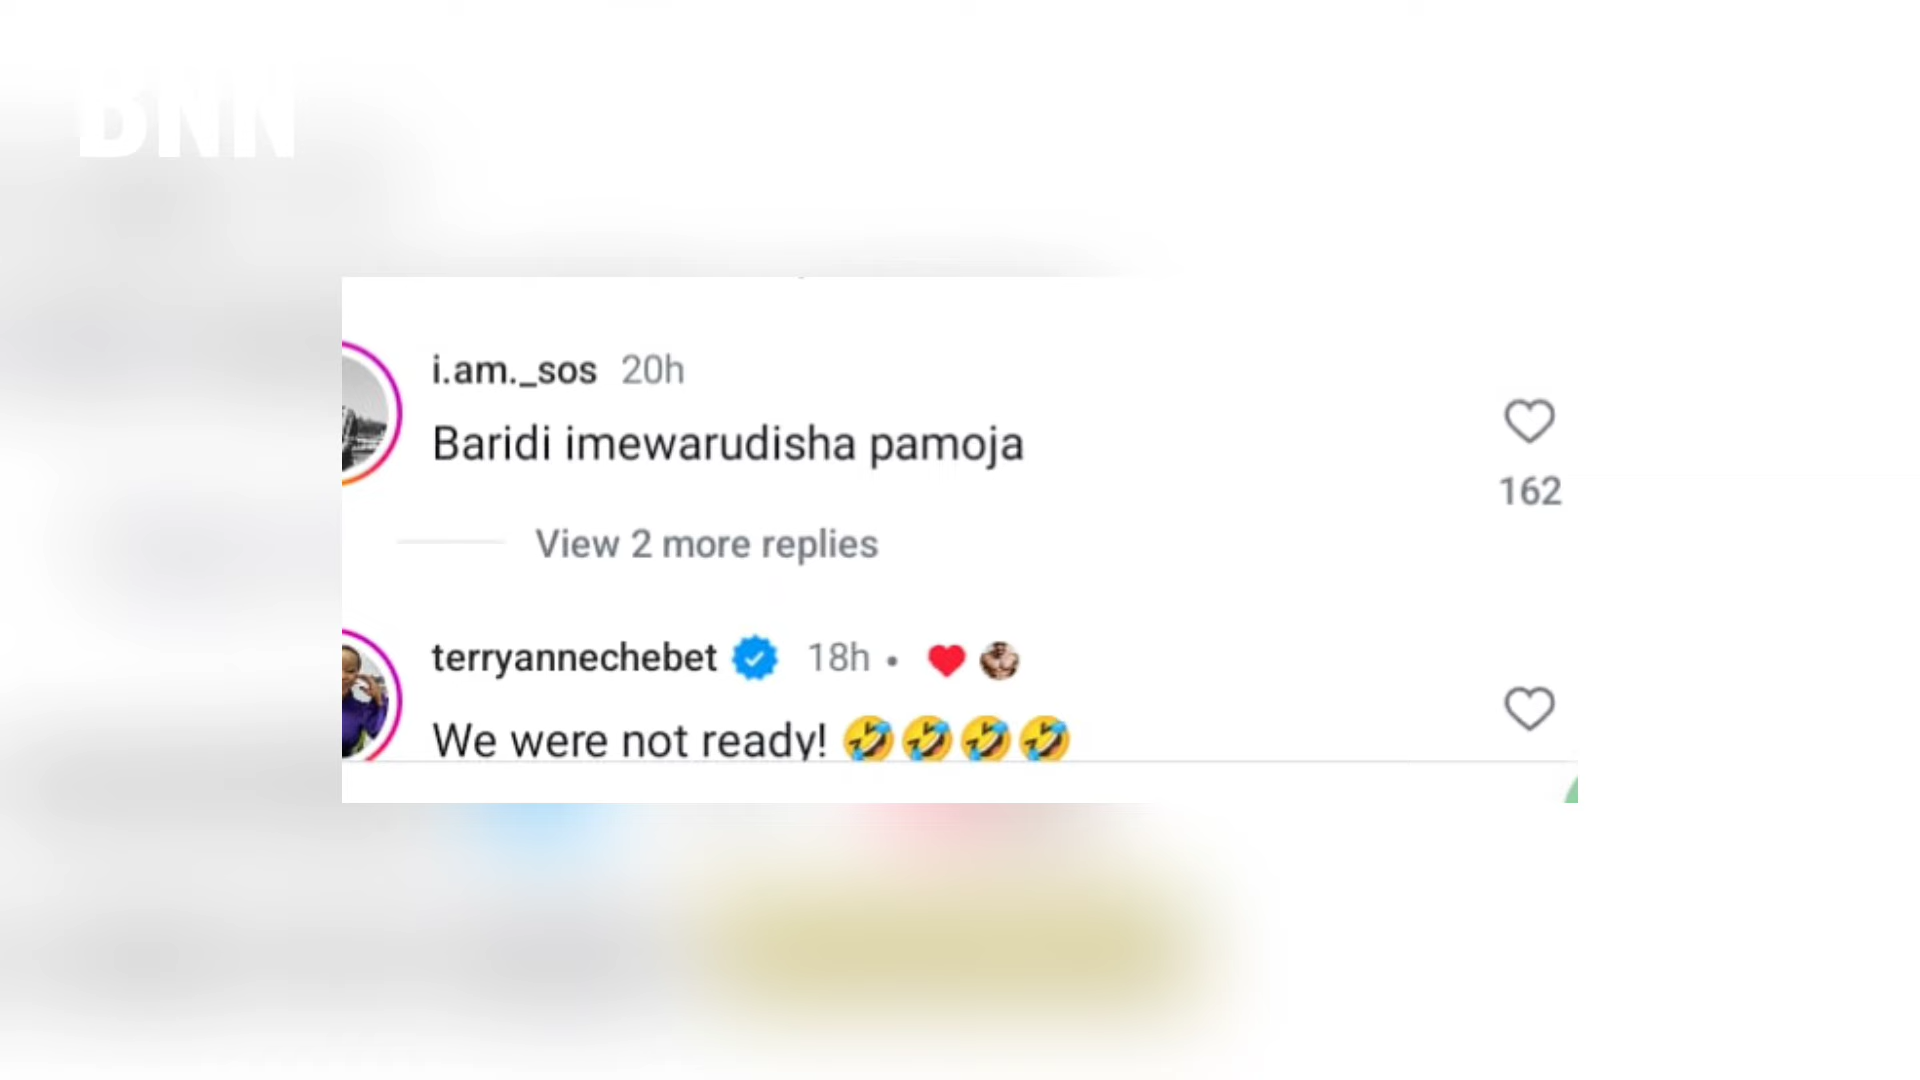 BNN
i.am._sos 20h
Baridi imewarudisha pamoja
162
View 2 more replies
terryannechebet 18h •
We were not ready! 🤣🤣🤣🤣